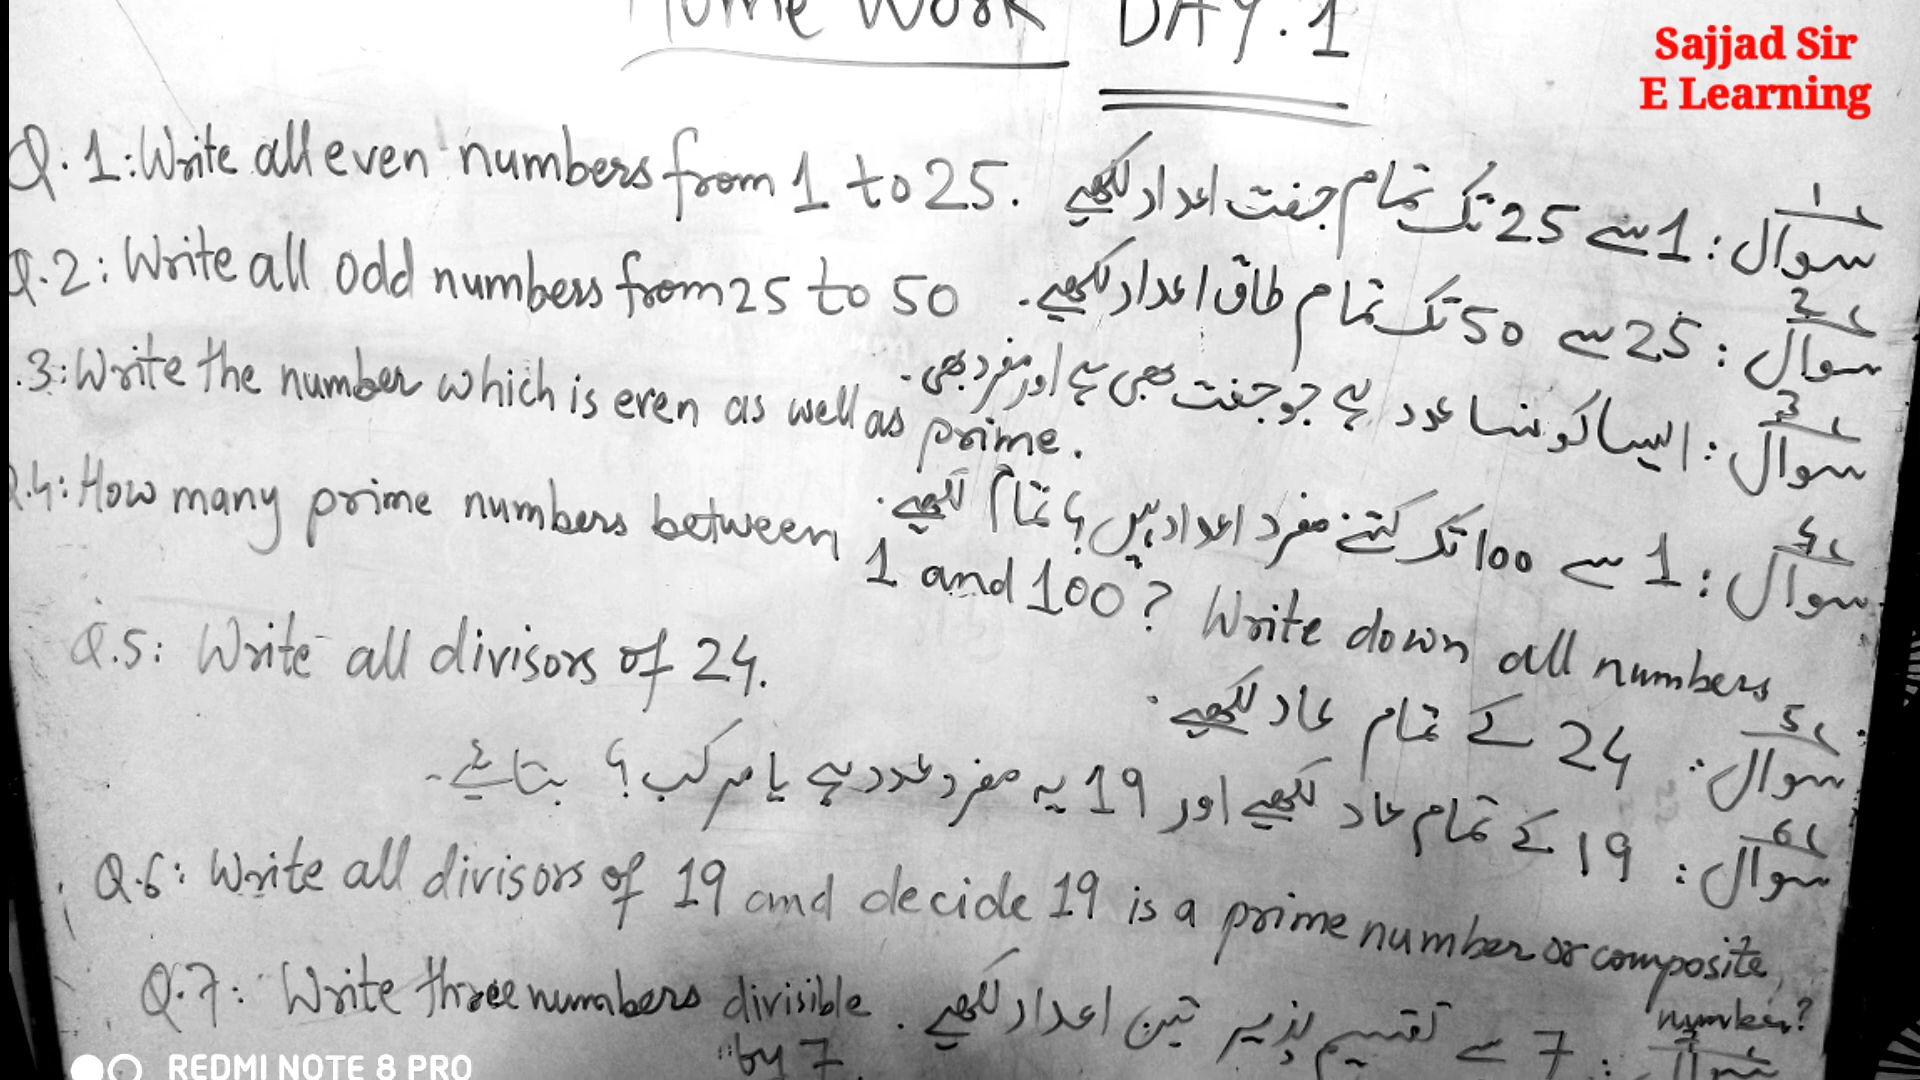 Home Work DAY.1
Sajjad Sir
E Learning
Q.1: Write all even numbers from 1 to 25.
سوال 1: 1 سے 25 تک تمام جفت اعداد لکھیے
Q.2: Write all odd numbers from 25 to 50
سوال 2: 25 سے 50 تک تمام طاق اعداد لکھیے۔
.3: Write the number which is even as well as prime.
سوال 3: ایسا کونسا عدد ہے جو جفت بھی ہے اور مفرد بھی۔
Q.4: How many prime numbers between
1 and 100? Write down all numbers
سوال 4: 1 سے 100 تک کتنے مفرد اعداد ہیں؟ تمام لکھیے۔
Q.5: Write all divisors of 24.
سوال 5: 24 کے تمام عاد لکھیے۔
سوال 6: 19 کے تمام عاد لکھیے اور 19 یہ مفرد عدد ہے یا مرکب؟ بتائیے۔
Q.6: Write all divisors of 19 and decide 19 is a prime number or composite
number?
Q.7: Write three numbers divisible
by 7
سوال 7: 7 سے تقسیم پذیر تین اعداد لکھیے۔
REDMI NOTE 8 PRO